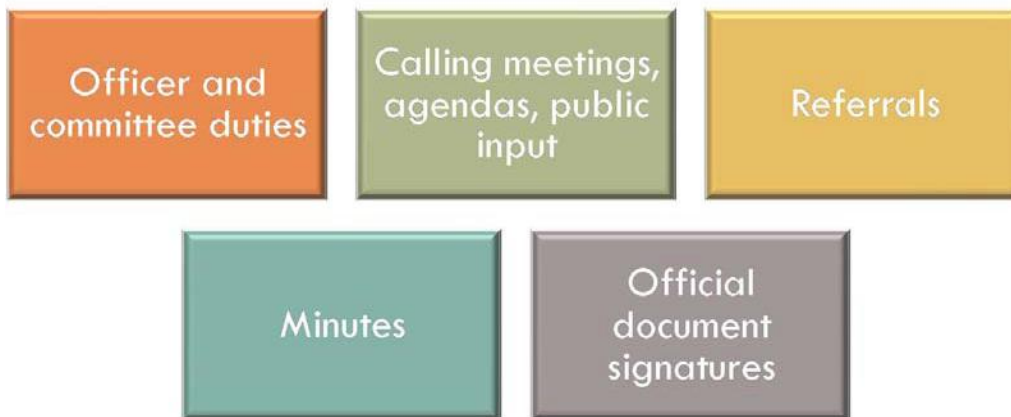 Officer and
committee duties
Calling meetings,
agendas, public
input
Referrals
Minutes
Official
document
signatures